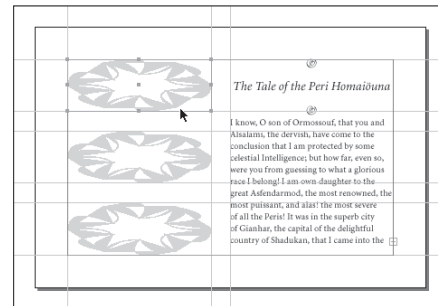 The Tale of the Peri Homaïouna
I know, O son of Ormossouf, that you and
Alsalami, the dervish, have come to the
conclusion that I am protected by some
celestial Intelligence; but how far, even so,
were you from guessing to what a glorious
race I belong! I am own daughter to the
great Asfendarmod, the most renowned, the
most puissant, and alas! the most severe
of all the Peris! It was in the superb city
of Gianhar, the capital of the delightful
country of Shadukan, that I came into the